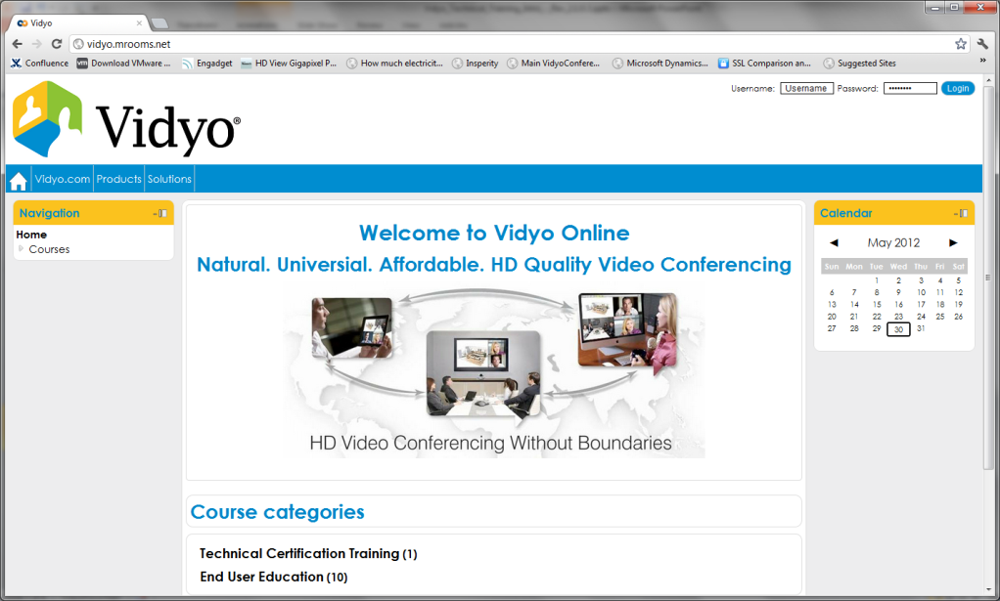 Vidyo
vidyo.mrooms.net
Confluence
vm Download VMware ...
Engadget
HD View Gigapixel P...
How much electricit...
Insperity
Main VidyoConfere...
Microsoft Dynamics...
SSL Comparison an...
Suggested Sites
»
Username: Username Password: •••••••• Login
Vidyo®
Vidyo.com Products Solutions
Navigation
Home
Courses
Welcome to Vidyo Online
Natural. Universial. Affordable. HD Quality Video Conferencing
HD Video Conferencing Without Boundaries
Course categories
Technical Certification Training (1)
End User Education (10)
Calendar
◄ May 2012 ►
Sun Mon Tue Wed Thu Fri Sat
1 2 3 4 5
6 7 8 9 10 11 12
13 14 15 16 17 18 19
20 21 22 23 24 25 26
27 28 29 30 31